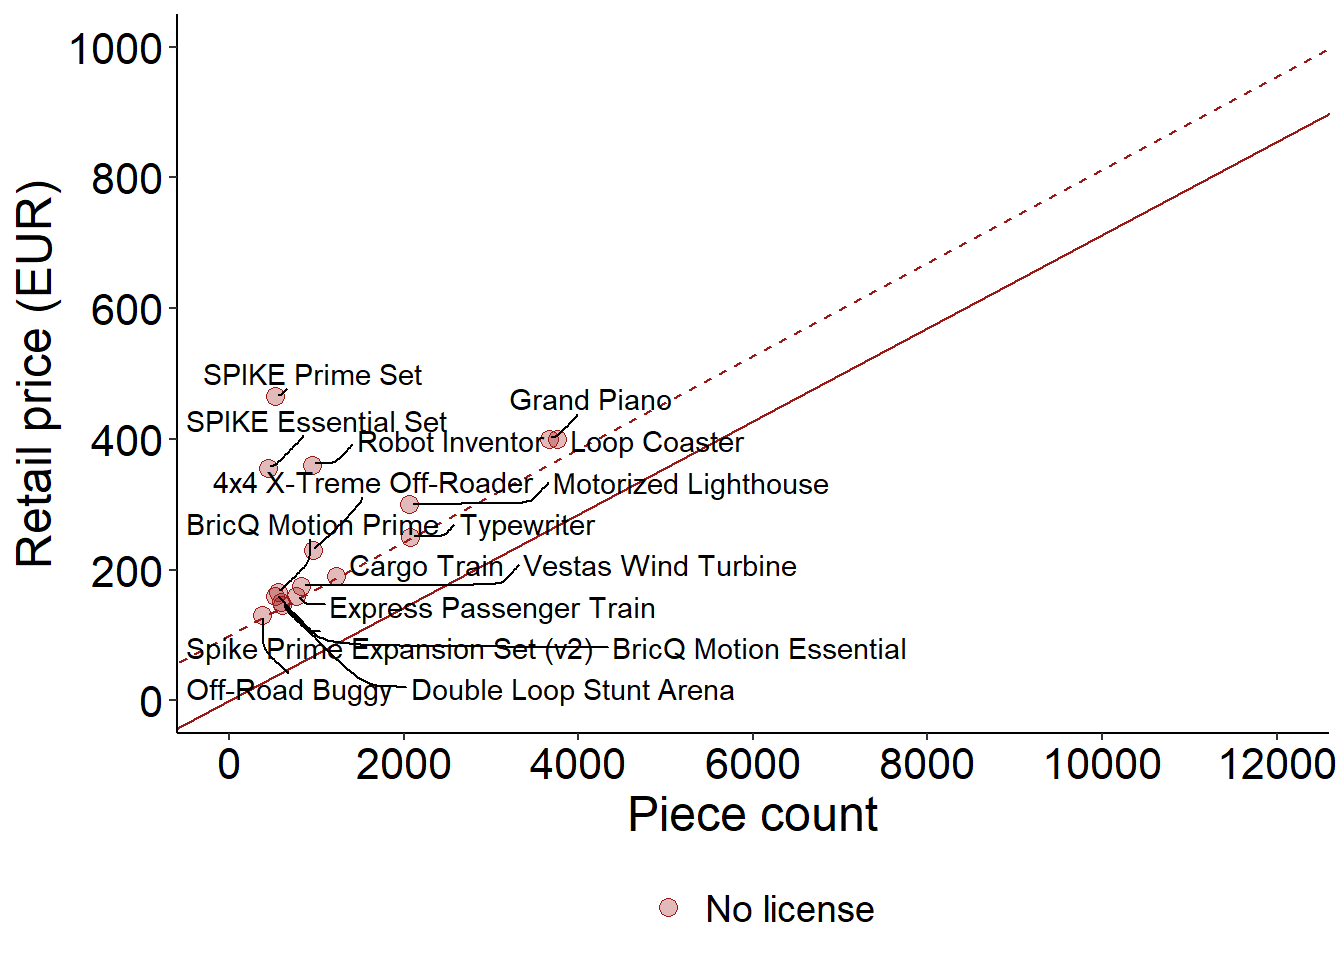 1000
800
600
400
200
0
Retail price (EUR)
SPIKE Prime Set
Grand Piano
SPIKE Essential Set
Robot Inventor
Loop Coaster
4x4 X-Treme Off-Roader
Motorized Lighthouse
BricQ Motion Prime
Typewriter
Cargo Train
Vestas Wind Turbine
Express Passenger Train
Spike Prime Expansion Set (v2)
BricQ Motion Essential
Off-Road Buggy
Double Loop Stunt Arena
0 2000 4000 6000 8000 10000 12000
Piece count
No license